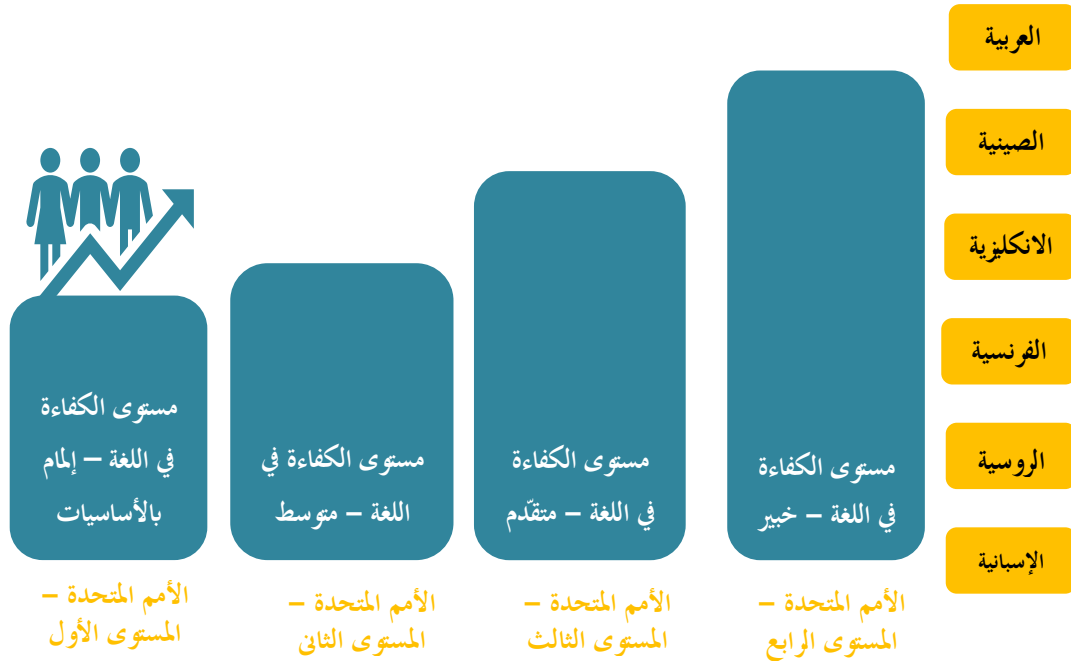 العربية
الصينية
الانكليزية
الفرنسية
الروسية
الإسبانية
مستوى الكفاءة
في اللغة – خبير
الأمم المتحدة –
المستوى الرابع
مستوى الكفاءة
في اللغة – متقدّم
الأمم المتحدة –
المستوى الثالث
مستوى الكفاءة في
اللغة – متوسط
الأمم المتحدة –
المستوى الثاني
مستوى الكفاءة
في اللغة – إلمام
بالأساسيات
الأمم المتحدة –
المستوى الأول